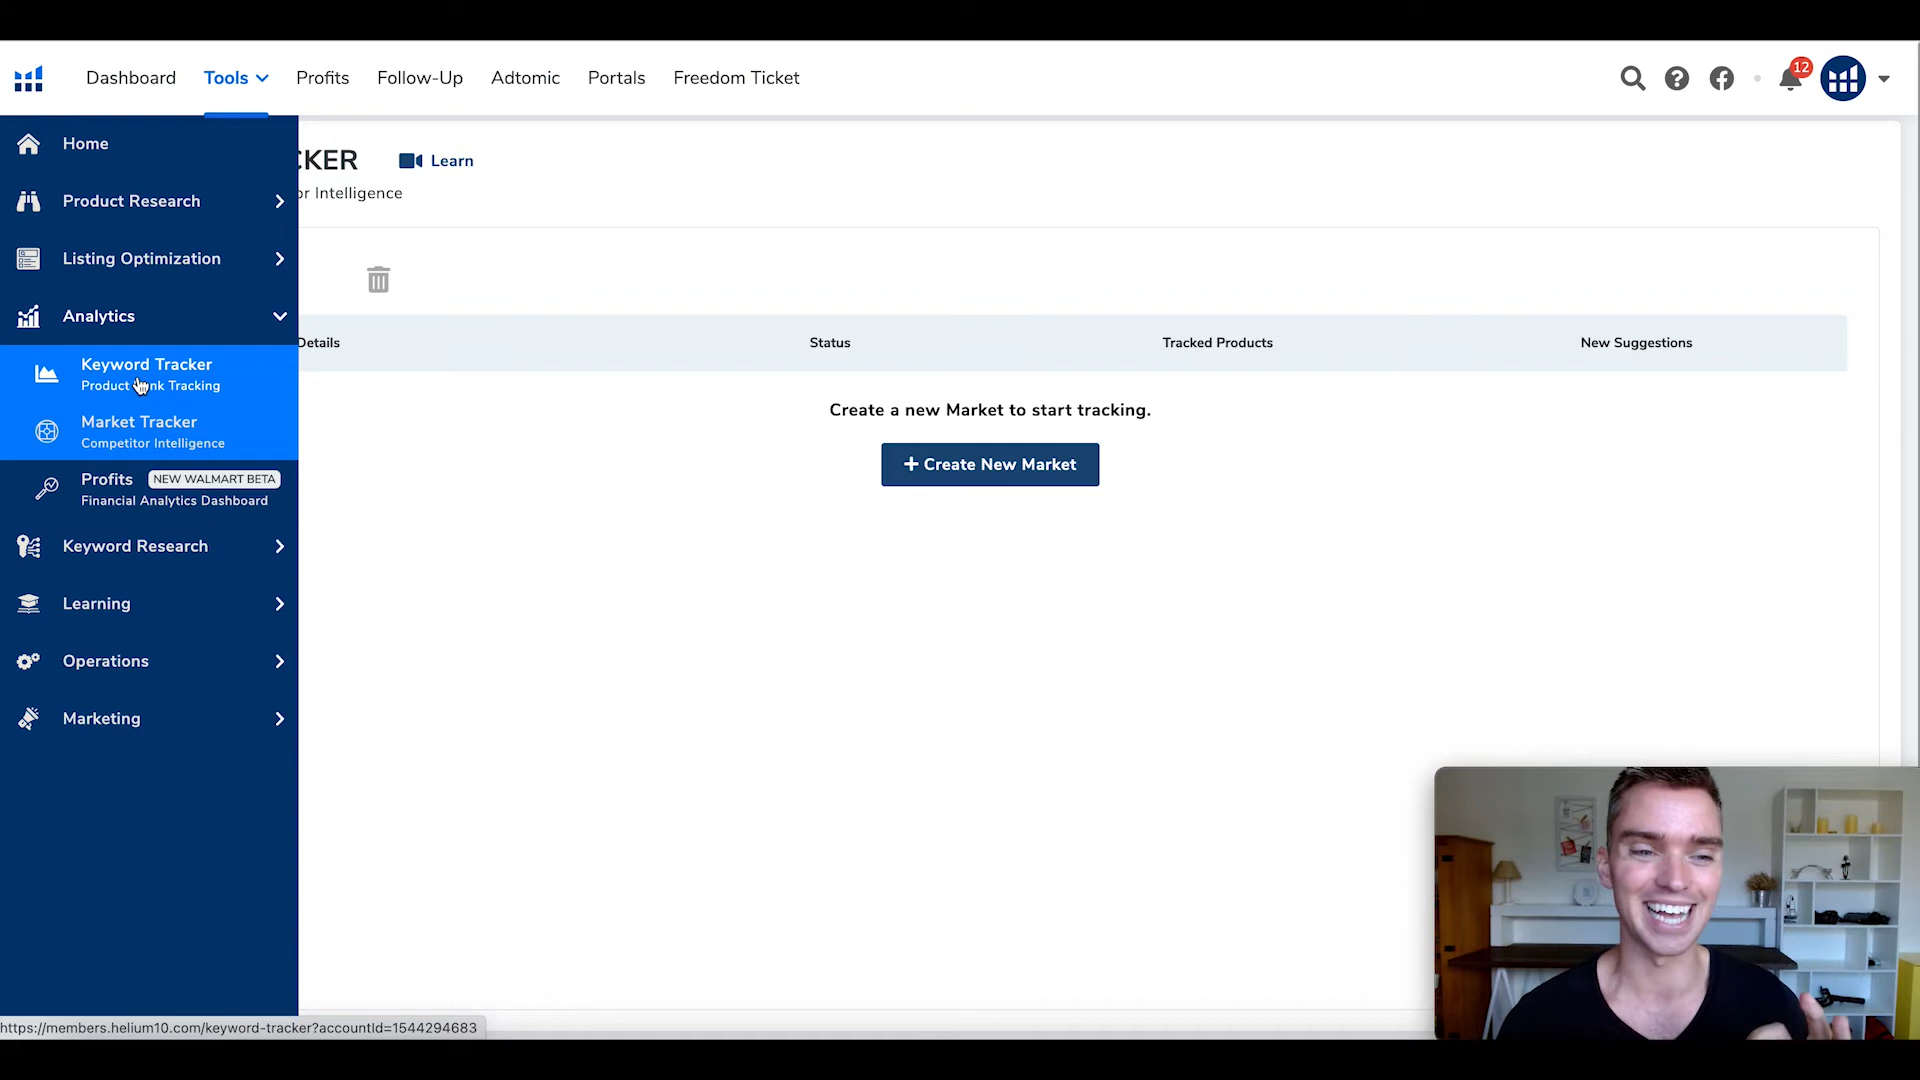 Dashboard Tools Profits Follow-Up Adtomic Portals Freedom Ticket
12
Home
Product Research
Listing Optimization
Analytics
Keyword Tracker
Product Tracking
Market Tracker
Competitor Intelligence
Profits NEW WALMART BETA
Financial Analytics Dashboard
Keyword Research
Learning
Operations
Marketing
CKER Learn
or Intelligence
Details Status Tracked Products New Suggestions
Create a new Market to start tracking.
+ Create New Market
https://members.helium10.com/keyword-tracker?accountId=1544294683